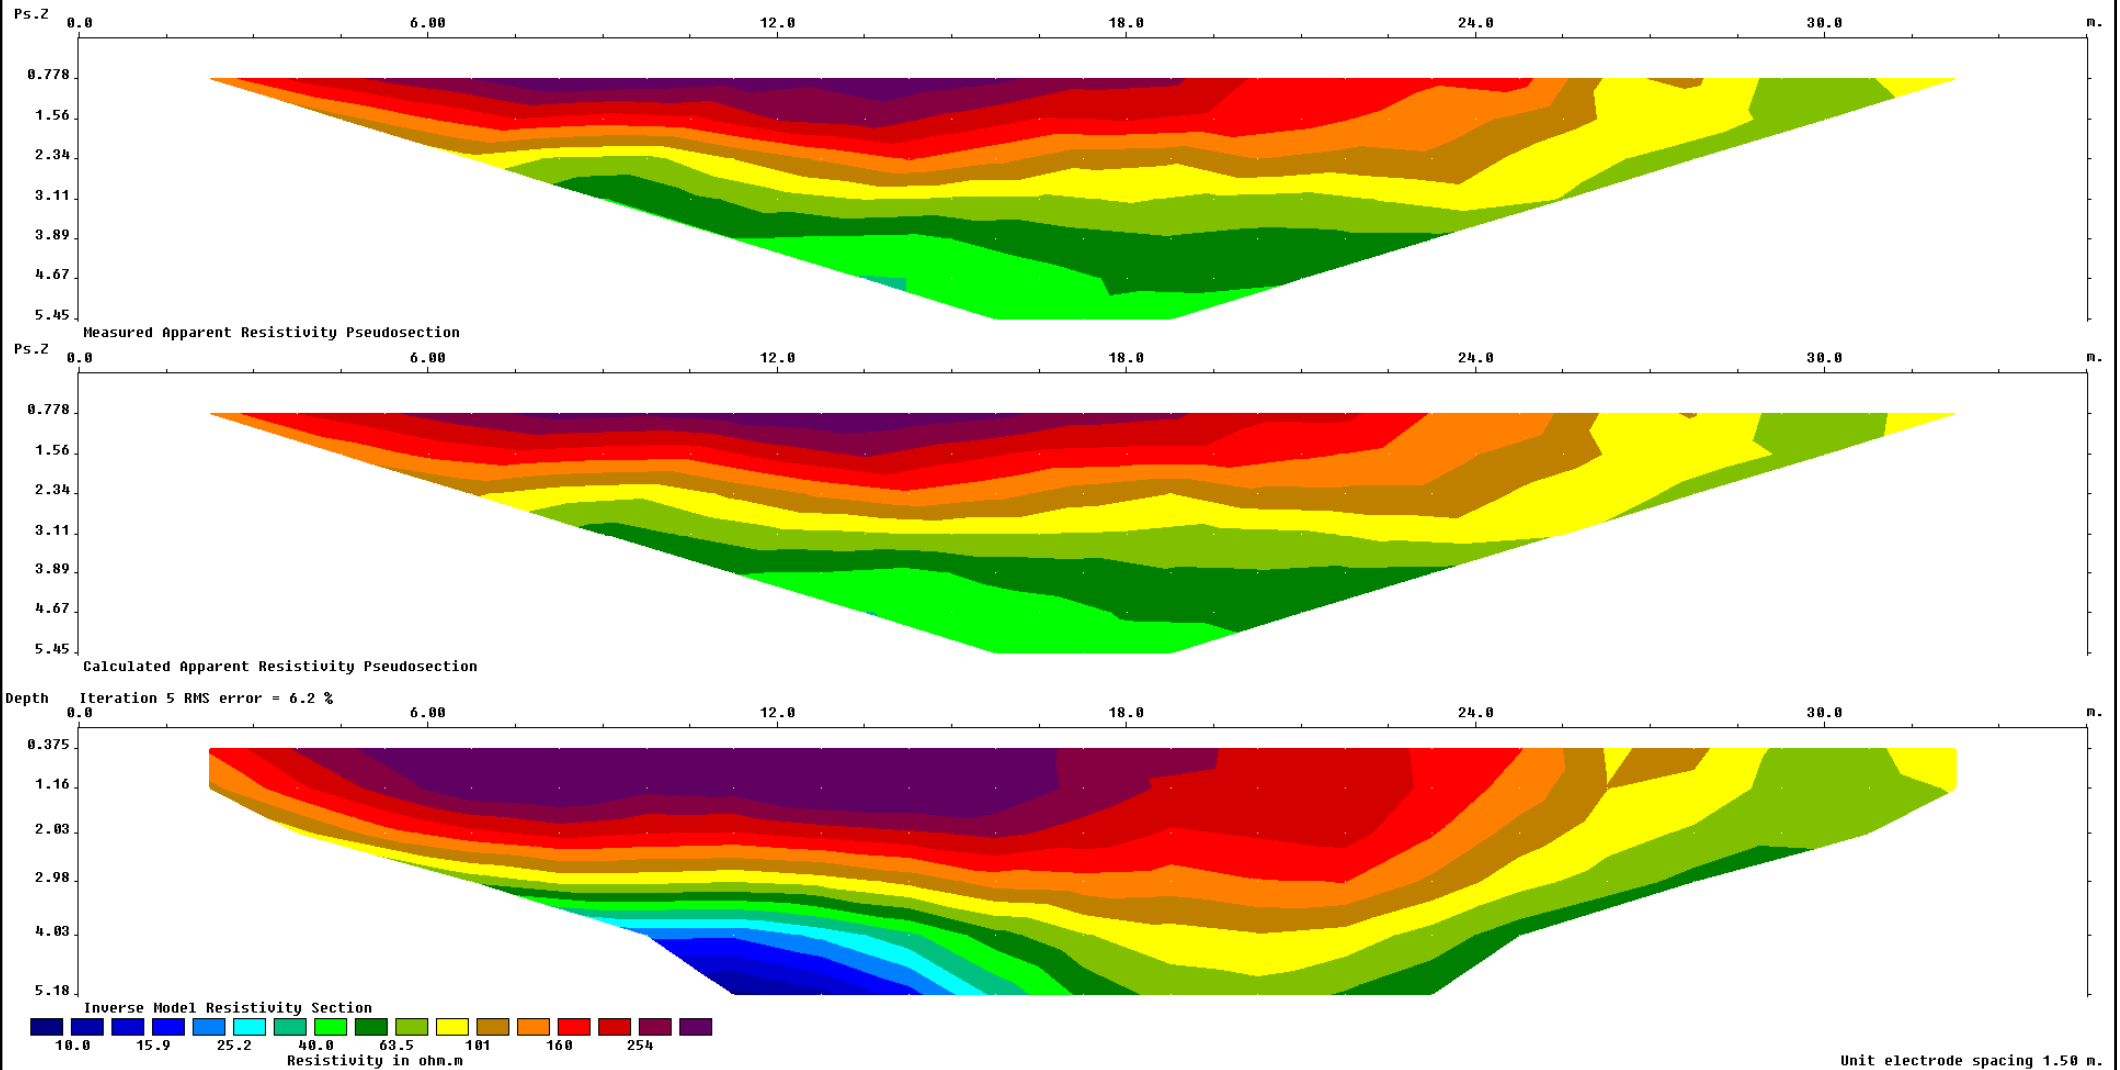 Ps.Z 0.0 6.00 12.0 18.0 24.0 30.0 m.
0.778
1.56
2.34
3.11
3.89
4.67
5.45
Measured Apparent Resistivity Pseudosection
Ps.Z 0.0 6.00 12.0 18.0 24.0 30.0 m.
0.778
1.56
2.34
3.11
3.89
4.67
5.45
Calculated Apparent Resistivity Pseudosection
Depth Iteration 5 RMS error = 6.2 %
0.0 6.00 12.0 18.0 24.0 30.0 m.
0.375
1.16
2.03
2.98
4.03
5.18
Inverse Model Resistivity Section
10.0 15.9 25.2 40.0 63.5 101 160 254
Resistivity in ohm.m
Unit electrode spacing 1.50 m.